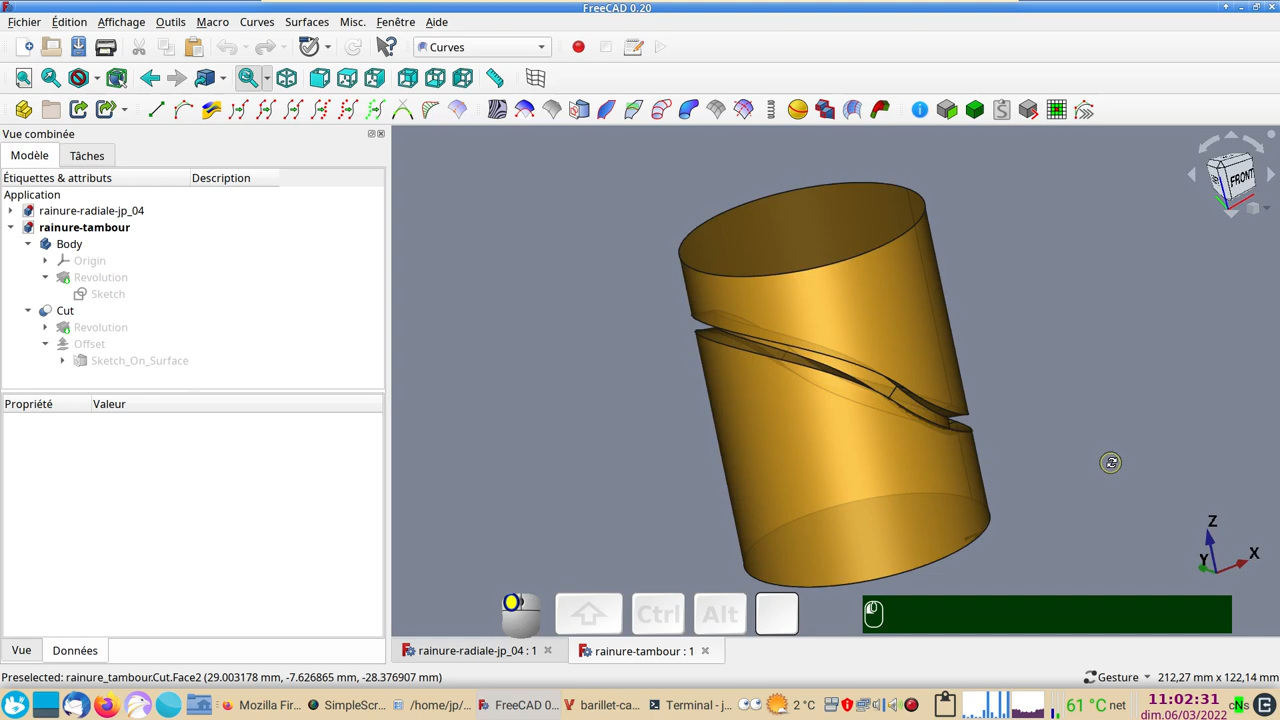 FreeCAD 0.20
Fichier Édition Affichage Outils Macro Curves Surfaces Misc. Fenêtre Aide
Curves
Vue combinée
Modèle Tâches
Étiquettes & attributs Description
Application
rainure-radiale-jp_04
rainure-tambour
Body
Origin
Revolution
Sketch
Cut
Revolution
Offset
Sketch_On_Surface
Propriété Valeur
FRONT
Z
Y X
Ctrl Alt
Vue Données
rainure-radiale-jp_04 : 1 rainure-tambour : 1
Preselected: rainure_tambour.Cut.Face2 (29.003178 mm, -7.626865 mm, -28.376907 mm) Gesture 212,27 mm x 122,14 mm
Mozilla Fir... SimpleScr... /home/jp/... FreeCAD 0.... barillet-ca... Terminal - j... 2 °C 61 °C net 11:02:31
dim.06/03/2022